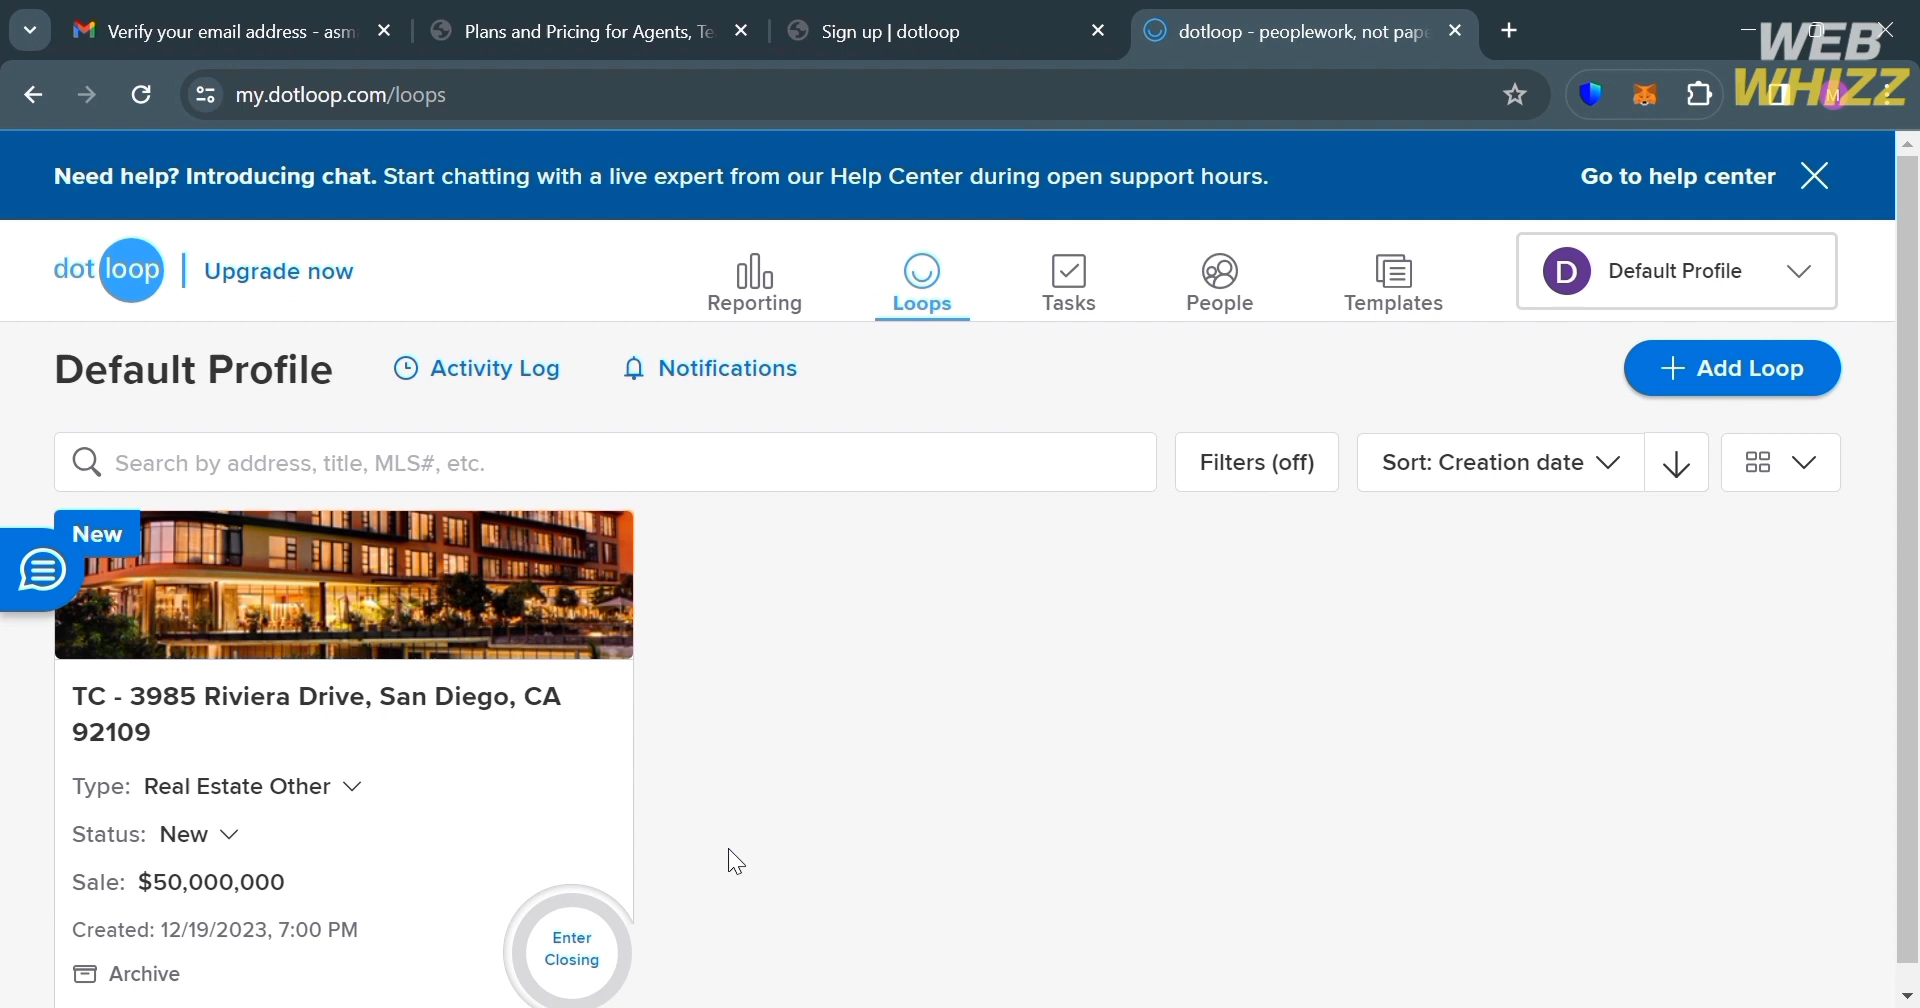 Verify your email address - asm
Plans and Pricing for Agents, Te
Sign up | dotloop
dotloop - peoplework, not pape
WEB
WHIZZ
my.dotloop.com/loops
M
Need help? Introducing chat. Start chatting with a live expert from our Help Center during open support hours.
Go to help center
dot loop
Upgrade now
Reporting
Loops
Tasks
People
Templates
D
Default Profile
Default Profile
Activity Log
Notifications
Add Loop
Search by address, title, MLS#, etc.
Filters (off)
Sort: Creation date
New
TC - 3985 Riviera Drive, San Diego, CA
92109
Type: Real Estate Other
Status: New
Sale: $50,000,000
Created: 12/19/2023, 7:00 PM
Archive
Enter
Closing